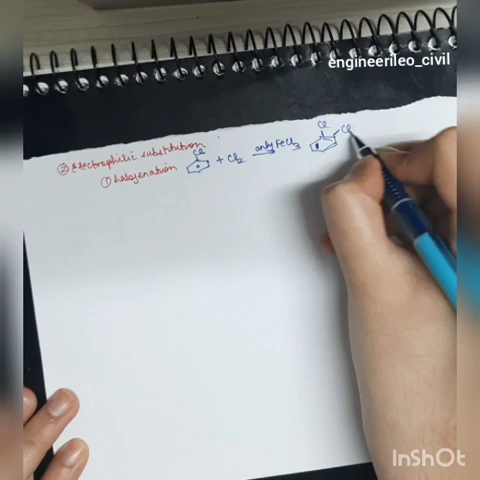 engineerileo_civil
② Electrophilic substitution
① halogenation Cl + Cl₂ anhy FeCl₃ Cl Cl
InShOt